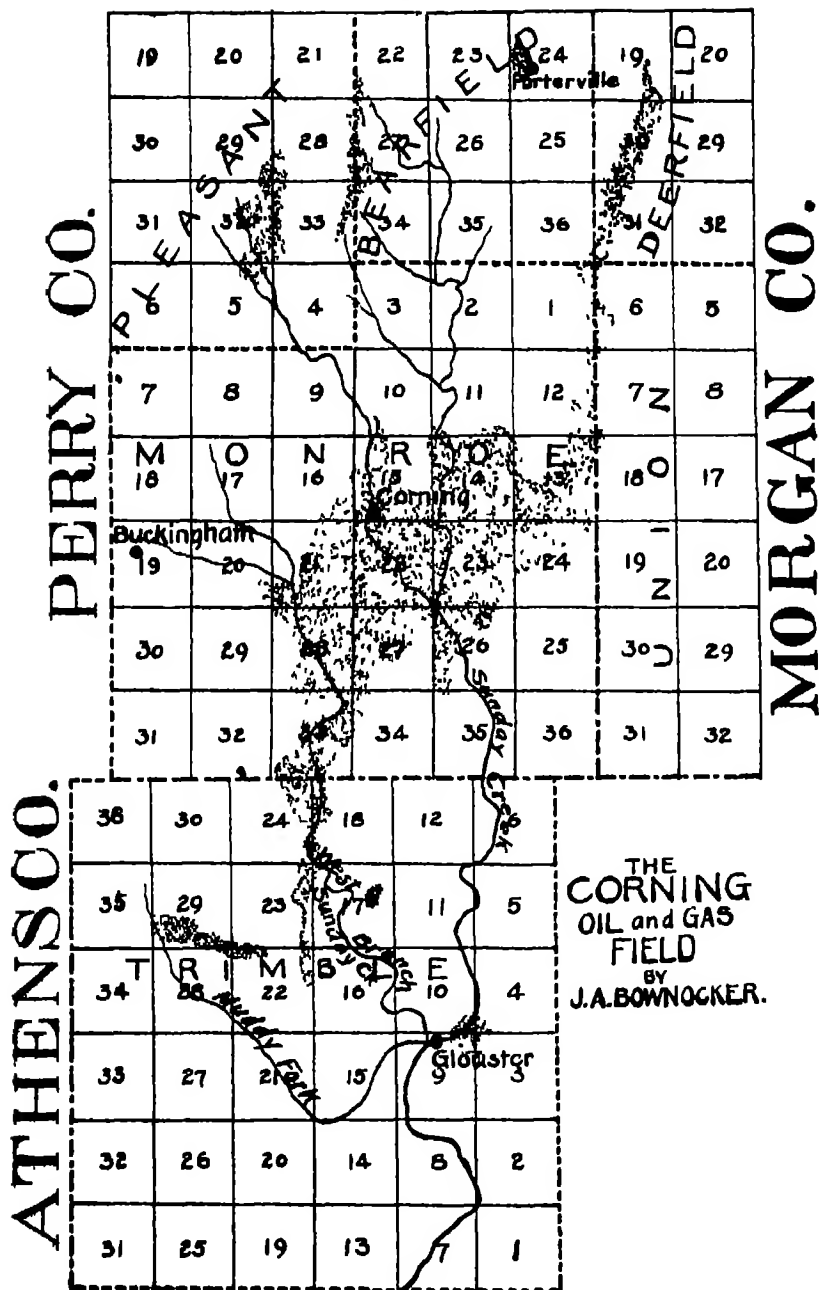 19 20 21 22 23 24 19 20
Porterville
30 29 28 27 26 25 30 29
31 32 33 34 35 36 31 32
PLEASANT
BEARFIELD
DEERFIELD
6 5 4 3 2 1 6 5
7 8 9 10 11 12 7 8
MONROE
18 17 16 15 14 13 18 17
Corning
Buckingham
19 20 21 22 23 24 19 20
30 29 28 27 26 25 30 29
31 32 33 34 35 36 31 32
UNION
Sunday Creek
PERRY CO.
MORGAN CO.
ATHENS CO.
36 30 24 18 12 6
35 29 23 17 11 5
West
Branch
Sunday Ck
TRIMBLE
34 28 22 16 10 4
Muddy Fork
Glouster
33 27 21 15 9 3
32 26 20 14 8 2
31 25 19 13 7 1
THE
CORNING
OIL and GAS
FIELD
BY
J.A.BOWNOCKER.